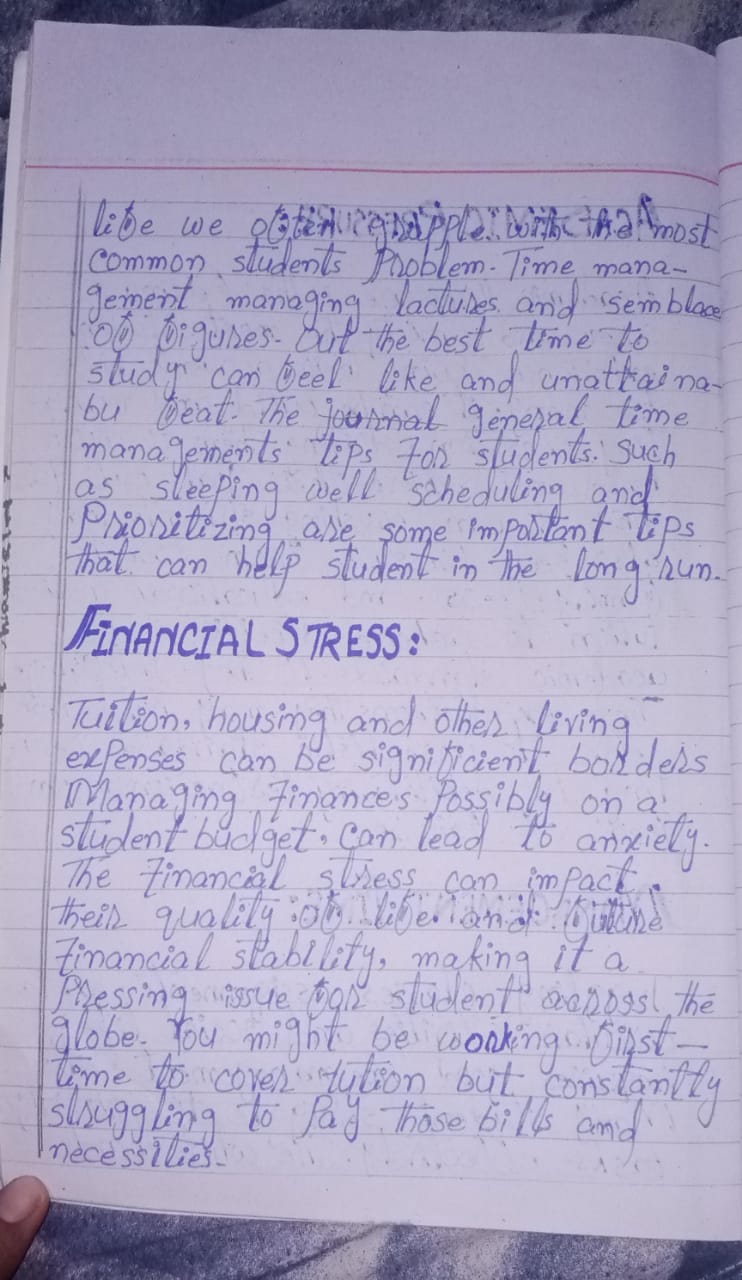 life we often grapple with the most
common students Problem. Time mana-
gement managing lactures and semblace
of figures. out the best time to
study can feel like and unattaina-
bu feat. The journal general time
managements tips for students. Such
as sleeping well scheduling and
Prioritizing are some important tips
that can help student in the long run.
FINANCIAL STRESS:
Tuition, housing and other living
expenses can be significient borders
Managing finances Possibly on a
student budget, can lead to anxiety.
The financial stress can impact
their quality of life and future
financial stability, making it a
Pressing issue for student across the
globe. You might be working first-
time to cover tution but constantly
struggling to Pay those bills and
necessities.